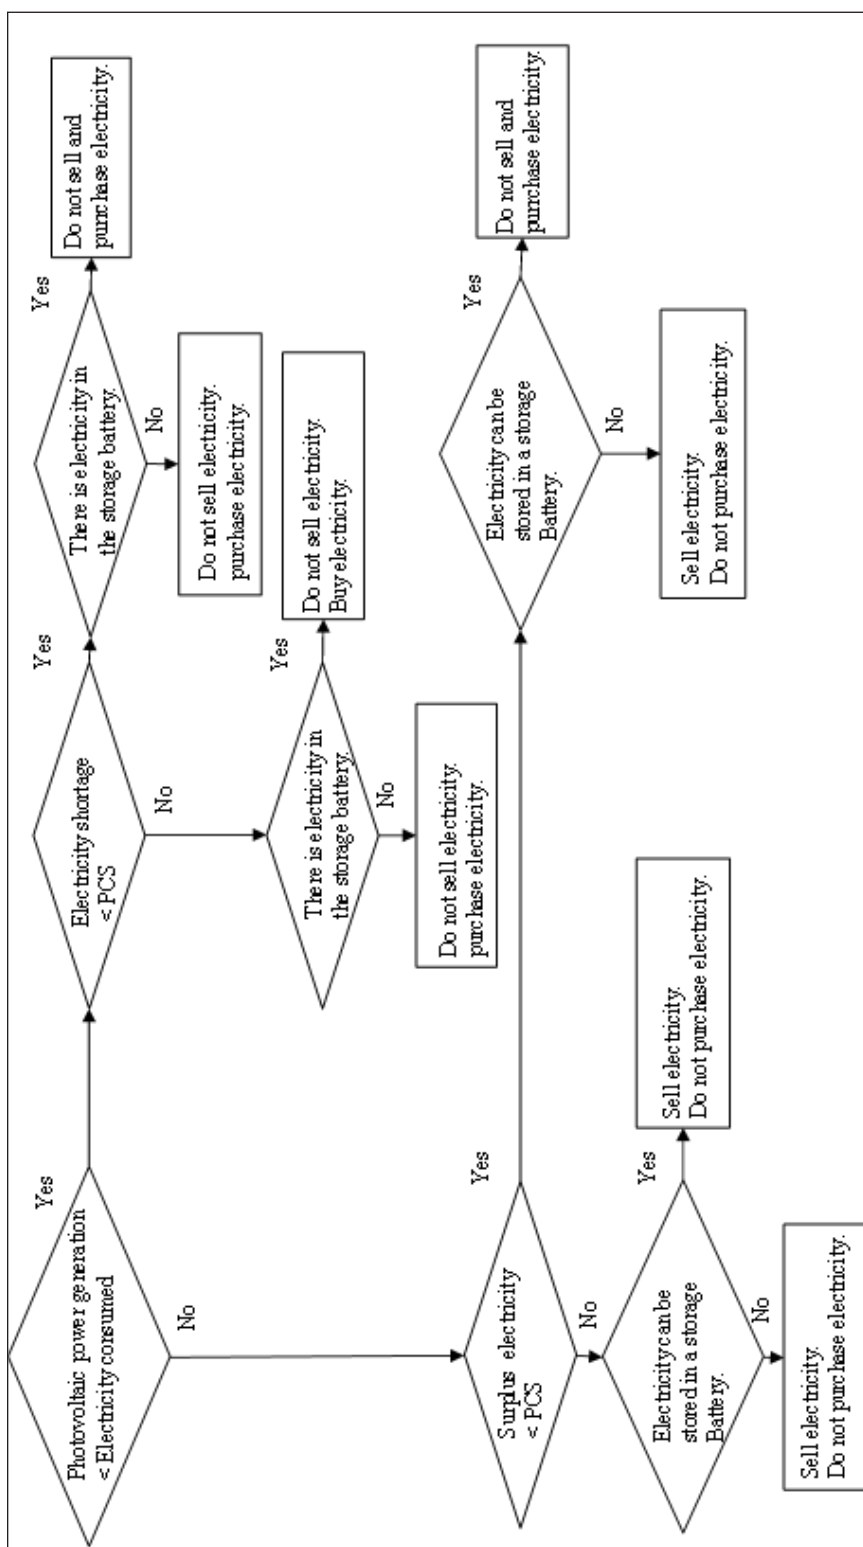 Photovoltaic power generation
< Electricity consumed
Yes
No
Electricity shortage
< PCS
Yes
No
There is electricity in
the storage battery.
Yes
No
Do not sell and
purrchase electricity.
Do not sell electricity.
purchase electricity.
There is electricity in
the storage battery.
Yes
No
Do not sell electricity.
Buy electricity.
Do not sell electricity.
purchase electricity.
Surplus electricity
< PCS
Yes
No
Electricity can be
stored in a storage
Battery.
Yes
No
Do not sell and
purrchase electricity.
Sell electricity.
Do not purchase electricity.
Electricity can be
stored in a storage
Battery.
Yes
No
Sell electricity.
Do not purchase electricity.
Sell electricity.
Do not purchase electricity.